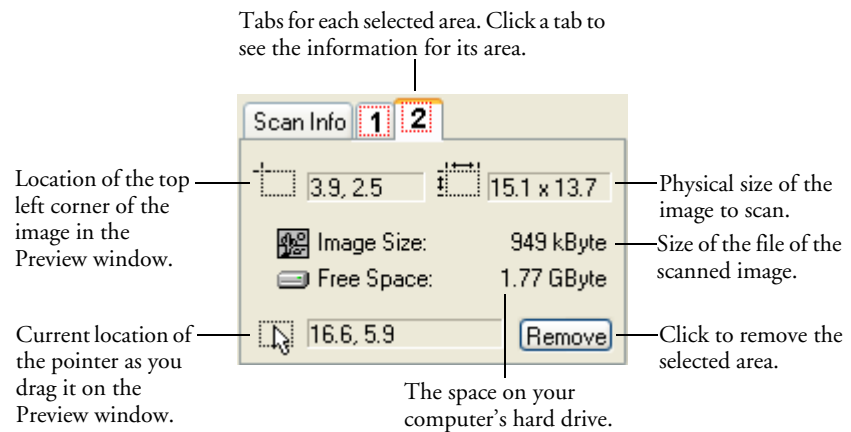 Tabs for each selected area. Click a tab to
see the information for its area.
Scan Info 1 2
Location of the top
left corner of the
image in the
Preview window.
3.9, 2.5
15.1 x 13.7
Physical size of the
image to scan.
Image Size: 949 kByte
Size of the file of the
scanned image.
Free Space: 1.77 GByte
Current location of
the pointer as you
drag it on the
Preview window.
16.6, 5.9
Remove
Click to remove the
selected area.
The space on your
computer's hard drive.